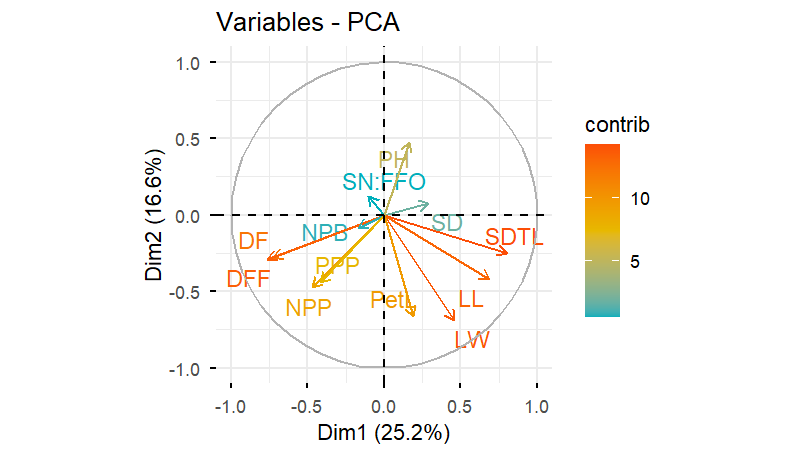 Variables - PCA
1.0
0.5
0.0
-0.5
-1.0
Dim2 (16.6%)
PH
SN:FFO
SD
NPB
SDTL
DF
DFF
PPP
NPP
PetL
LL
LW
-1.0 -0.5 0.0 0.5 1.0
Dim1 (25.2%)
contrib
10
5